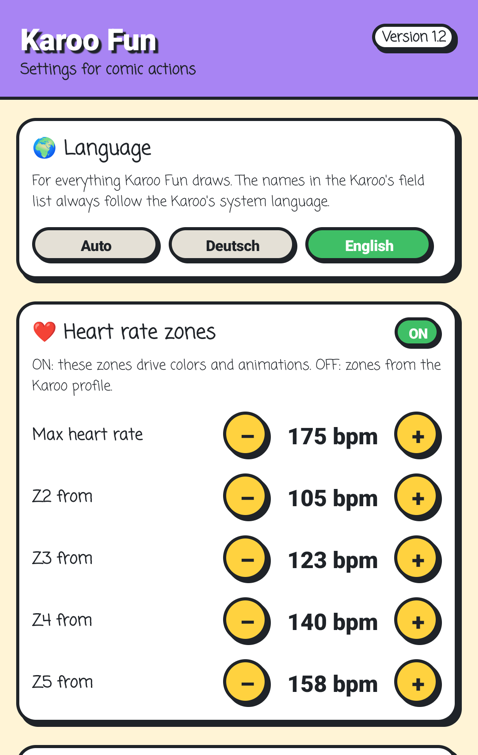 Karoo Fun
Version 1.2
Settings for comic actions
Language
For everything Karoo Fun draws. The names in the Karoo's field
list always follow the Karoo's system language.
Auto
Deutsch
English
Heart rate zones
ON
ON: these zones drive colors and animations. OFF: zones from the
Karoo profile.
Max heart rate
− 175 bpm +
Z2 from
− 105 bpm +
Z3 from
− 123 bpm +
Z4 from
− 140 bpm +
Z5 from
− 158 bpm +